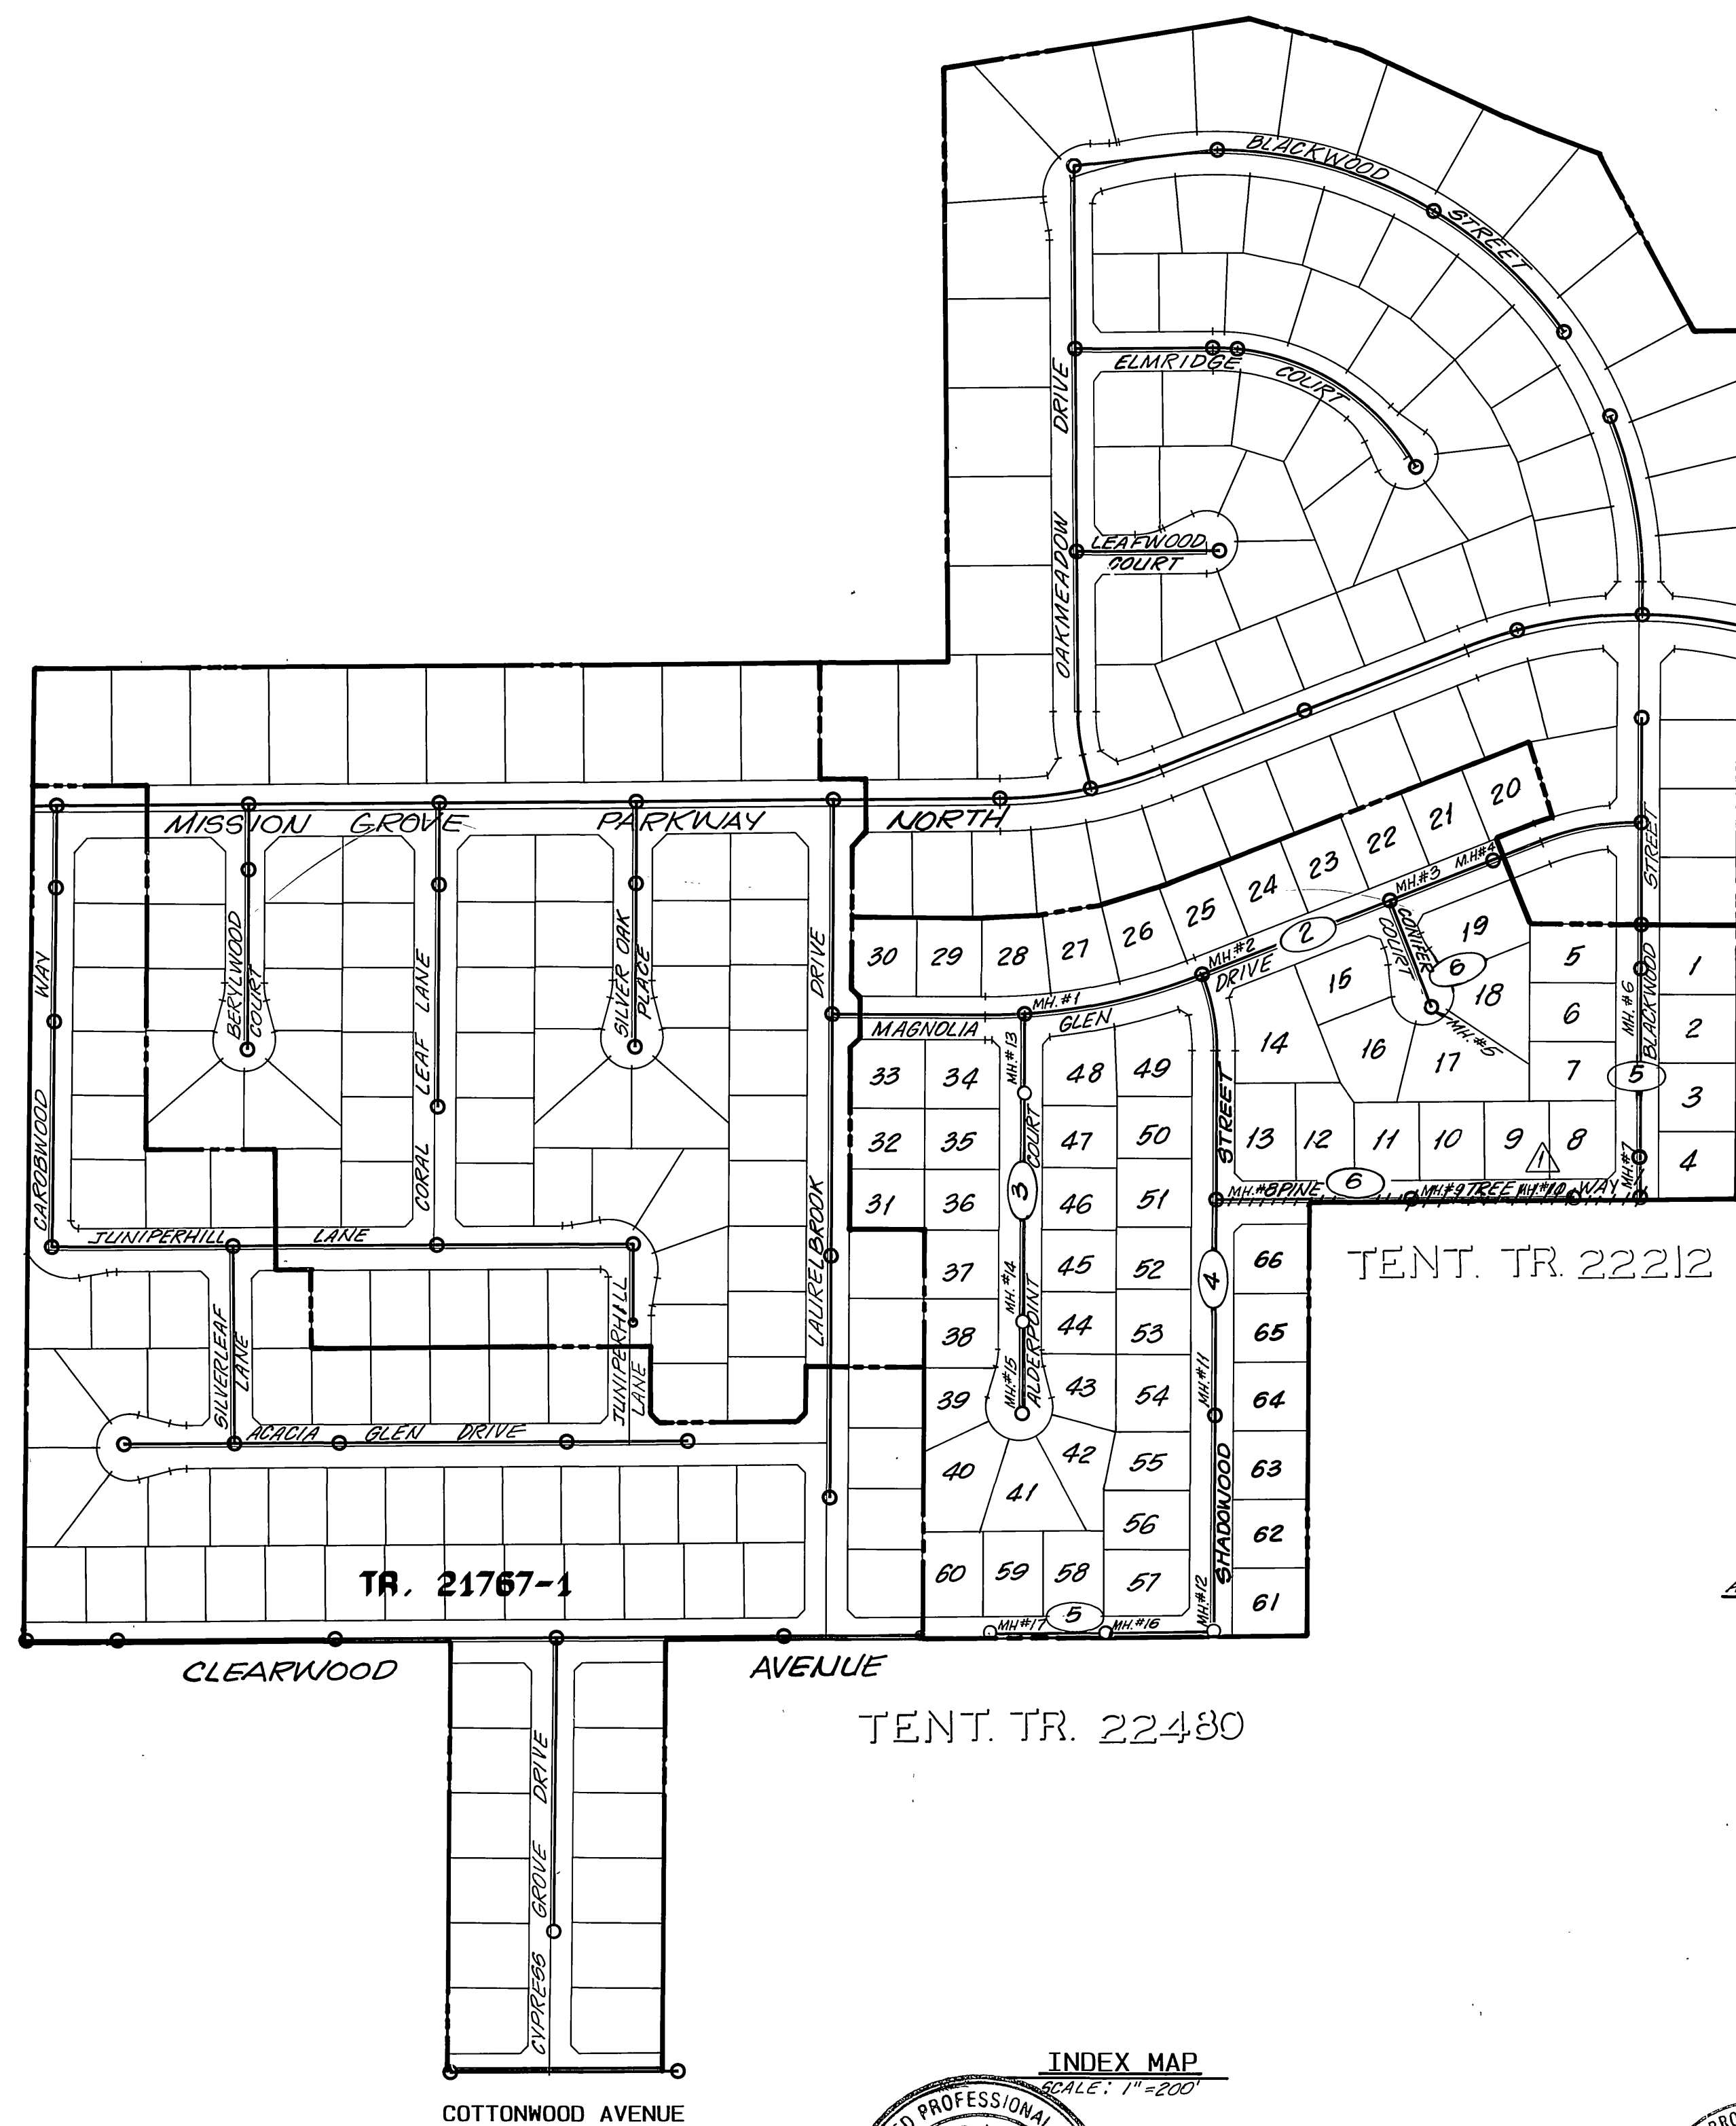 BLACKWOOD STREET
ELMRIDGE COURT
OAKMEADOW DRIVE
LEAFWOOD
COURT
MISSION GROVE PARKWAY NORTH
CAROBWOOD WAY
BERYLWOOD
COURT
CORAL LEAF LANE
SILVER OAK
PLACE
LAURELBROOK DRIVE
JUNIPERHILL LANE
SILVERLEAF
LANE
JUNIPERHILL
LANE
ACACIA GLEN DRIVE
TR. 21767-1
CLEARWOOD AVENUE
CYPRESS GROVE DRIVE
COTTONWOOD AVENUE
30 29 28 27 26 25 24 23 22 21 20
MH.#1 MH.#2 MH.#3 M.H.#4
2
MAGNOLIA GLEN DRIVE
CONIFER
COURT
6
MH.#5
19
15
18
14
16
17
5
6
7
13 12 11 10 9 8
1
MH.#6
BLACKWOOD STREET
5
MH.#7
1
2
3
4
33 34
32 35
31 36
37
38
39
40
41
42
MH.#13
ALDERPOINT COURT
3
MH.#14
MH.#15
48 49
47 50
46 51
45 52
44 53
43 54
55
56
60 59 58 57
SHADOWOOD STREET
4
MH.#11
MH.#12
MH.#8 PINE MH.#9 TREE MH.#10 WAY
6
66
65
64
63
62
61
MH#17 5 MH.#16
TENT. TR. 22212
TENT. TR. 22480
INDEX MAP
SCALE: 1"=200'
PROFESSIONAL